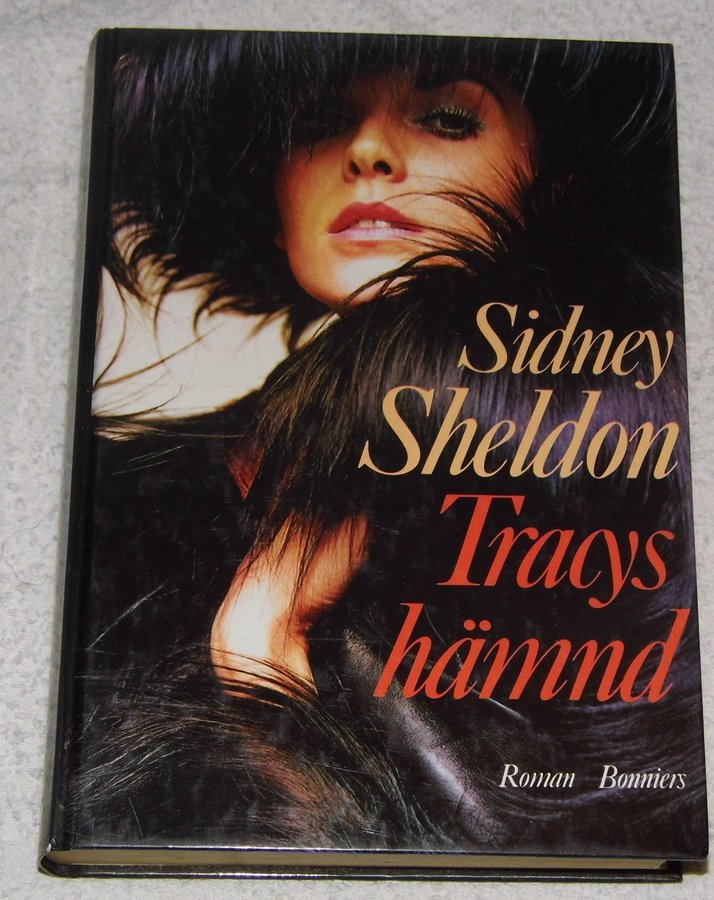 Sidney
Sheldon
Tracys
hämnd
Roman Bonniers